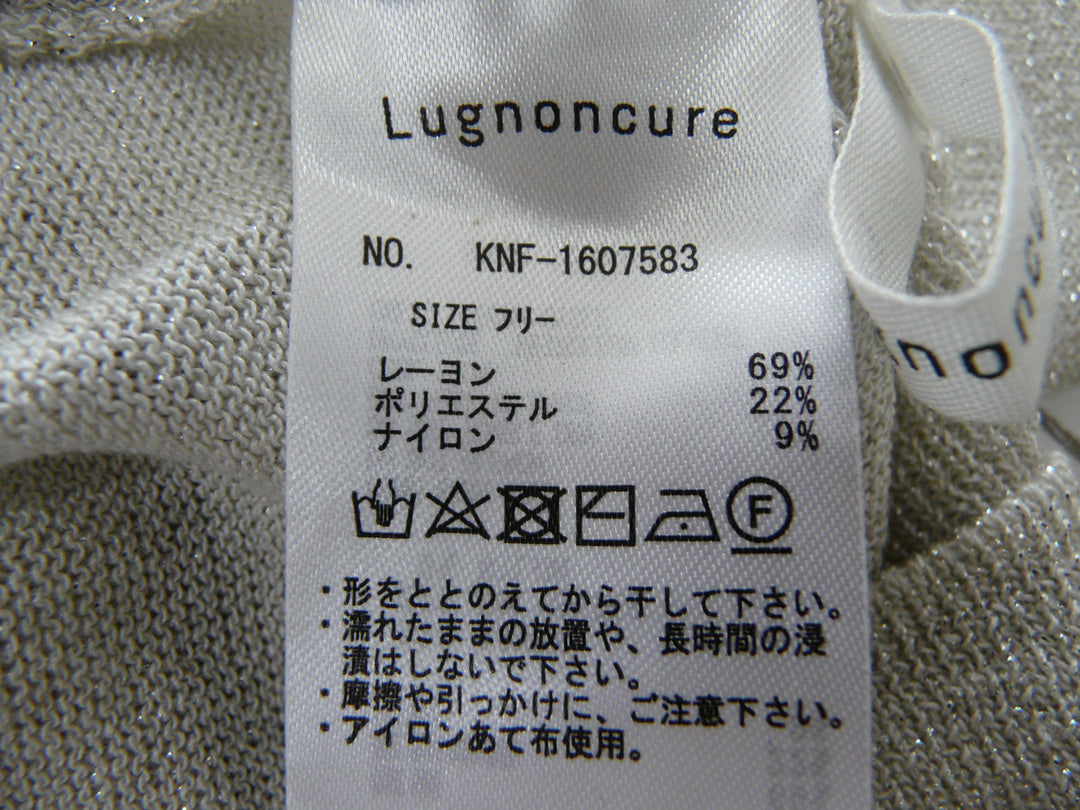 Lugnoncure
NO. KNF-1607583
SIZE フリー
レーヨン 69%
ポリエステル 22%
ナイロン 9%
F
・形をととのえてから干して下さい。
・濡れたままの放置や、長時間の浸
漬はしないで下さい。
・摩擦や引っかけに、ご注意下さい。
・アイロンあて布使用。